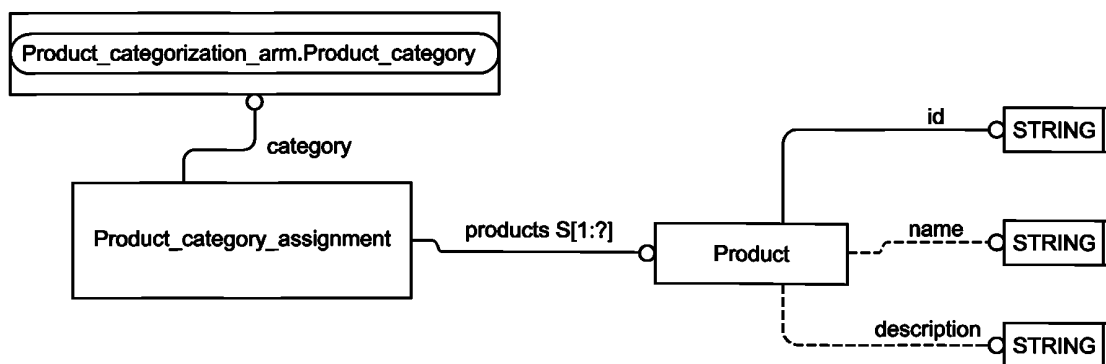 Product_categorization_arm.Product_category
category
Product_category_assignment
products S[1:?]
Product
id
STRING
name
STRING
description
STRING